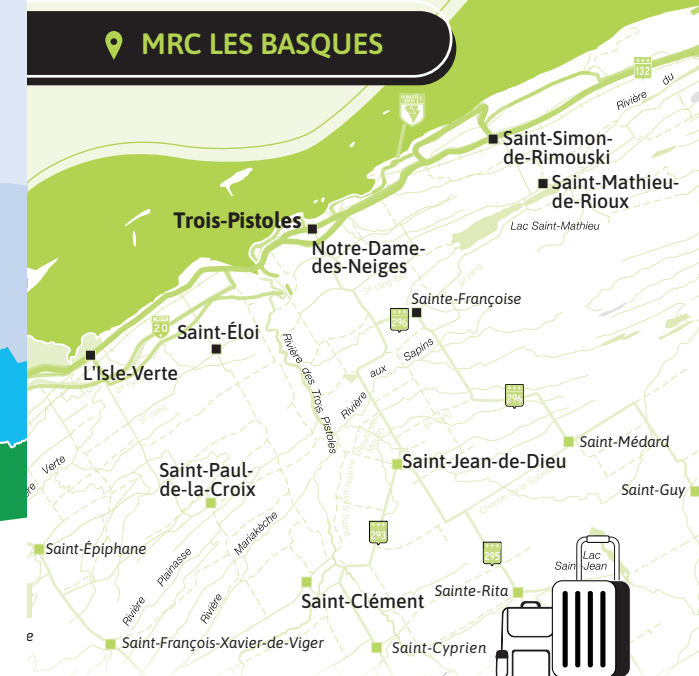 MRC LES BASQUES
132
Rivière du
Saint-Simon-
de-Rimouski
Saint-Mathieu-
de-Rioux
Lac Saint-Mathieu
Trois-Pistoles
Notre-Dame-
des-Neiges
Sainte-Françoise
296
20
Saint-Éloi
L'Isle-Verte
Rivière des Trois Pistoles
Rivière aux Sapins
296
Saint-Médard
Saint-Jean-de-Dieu
Saint-Guy
Verte
Saint-Paul-
de-la-Croix
Saint-Épiphane
Rivière Plainasse
Rivière Mariakèche
293
295
Lac
Saint-Jean
Saint-Clément
Sainte-Rita
Saint-François-Xavier-de-Viger
Saint-Cyprien
e